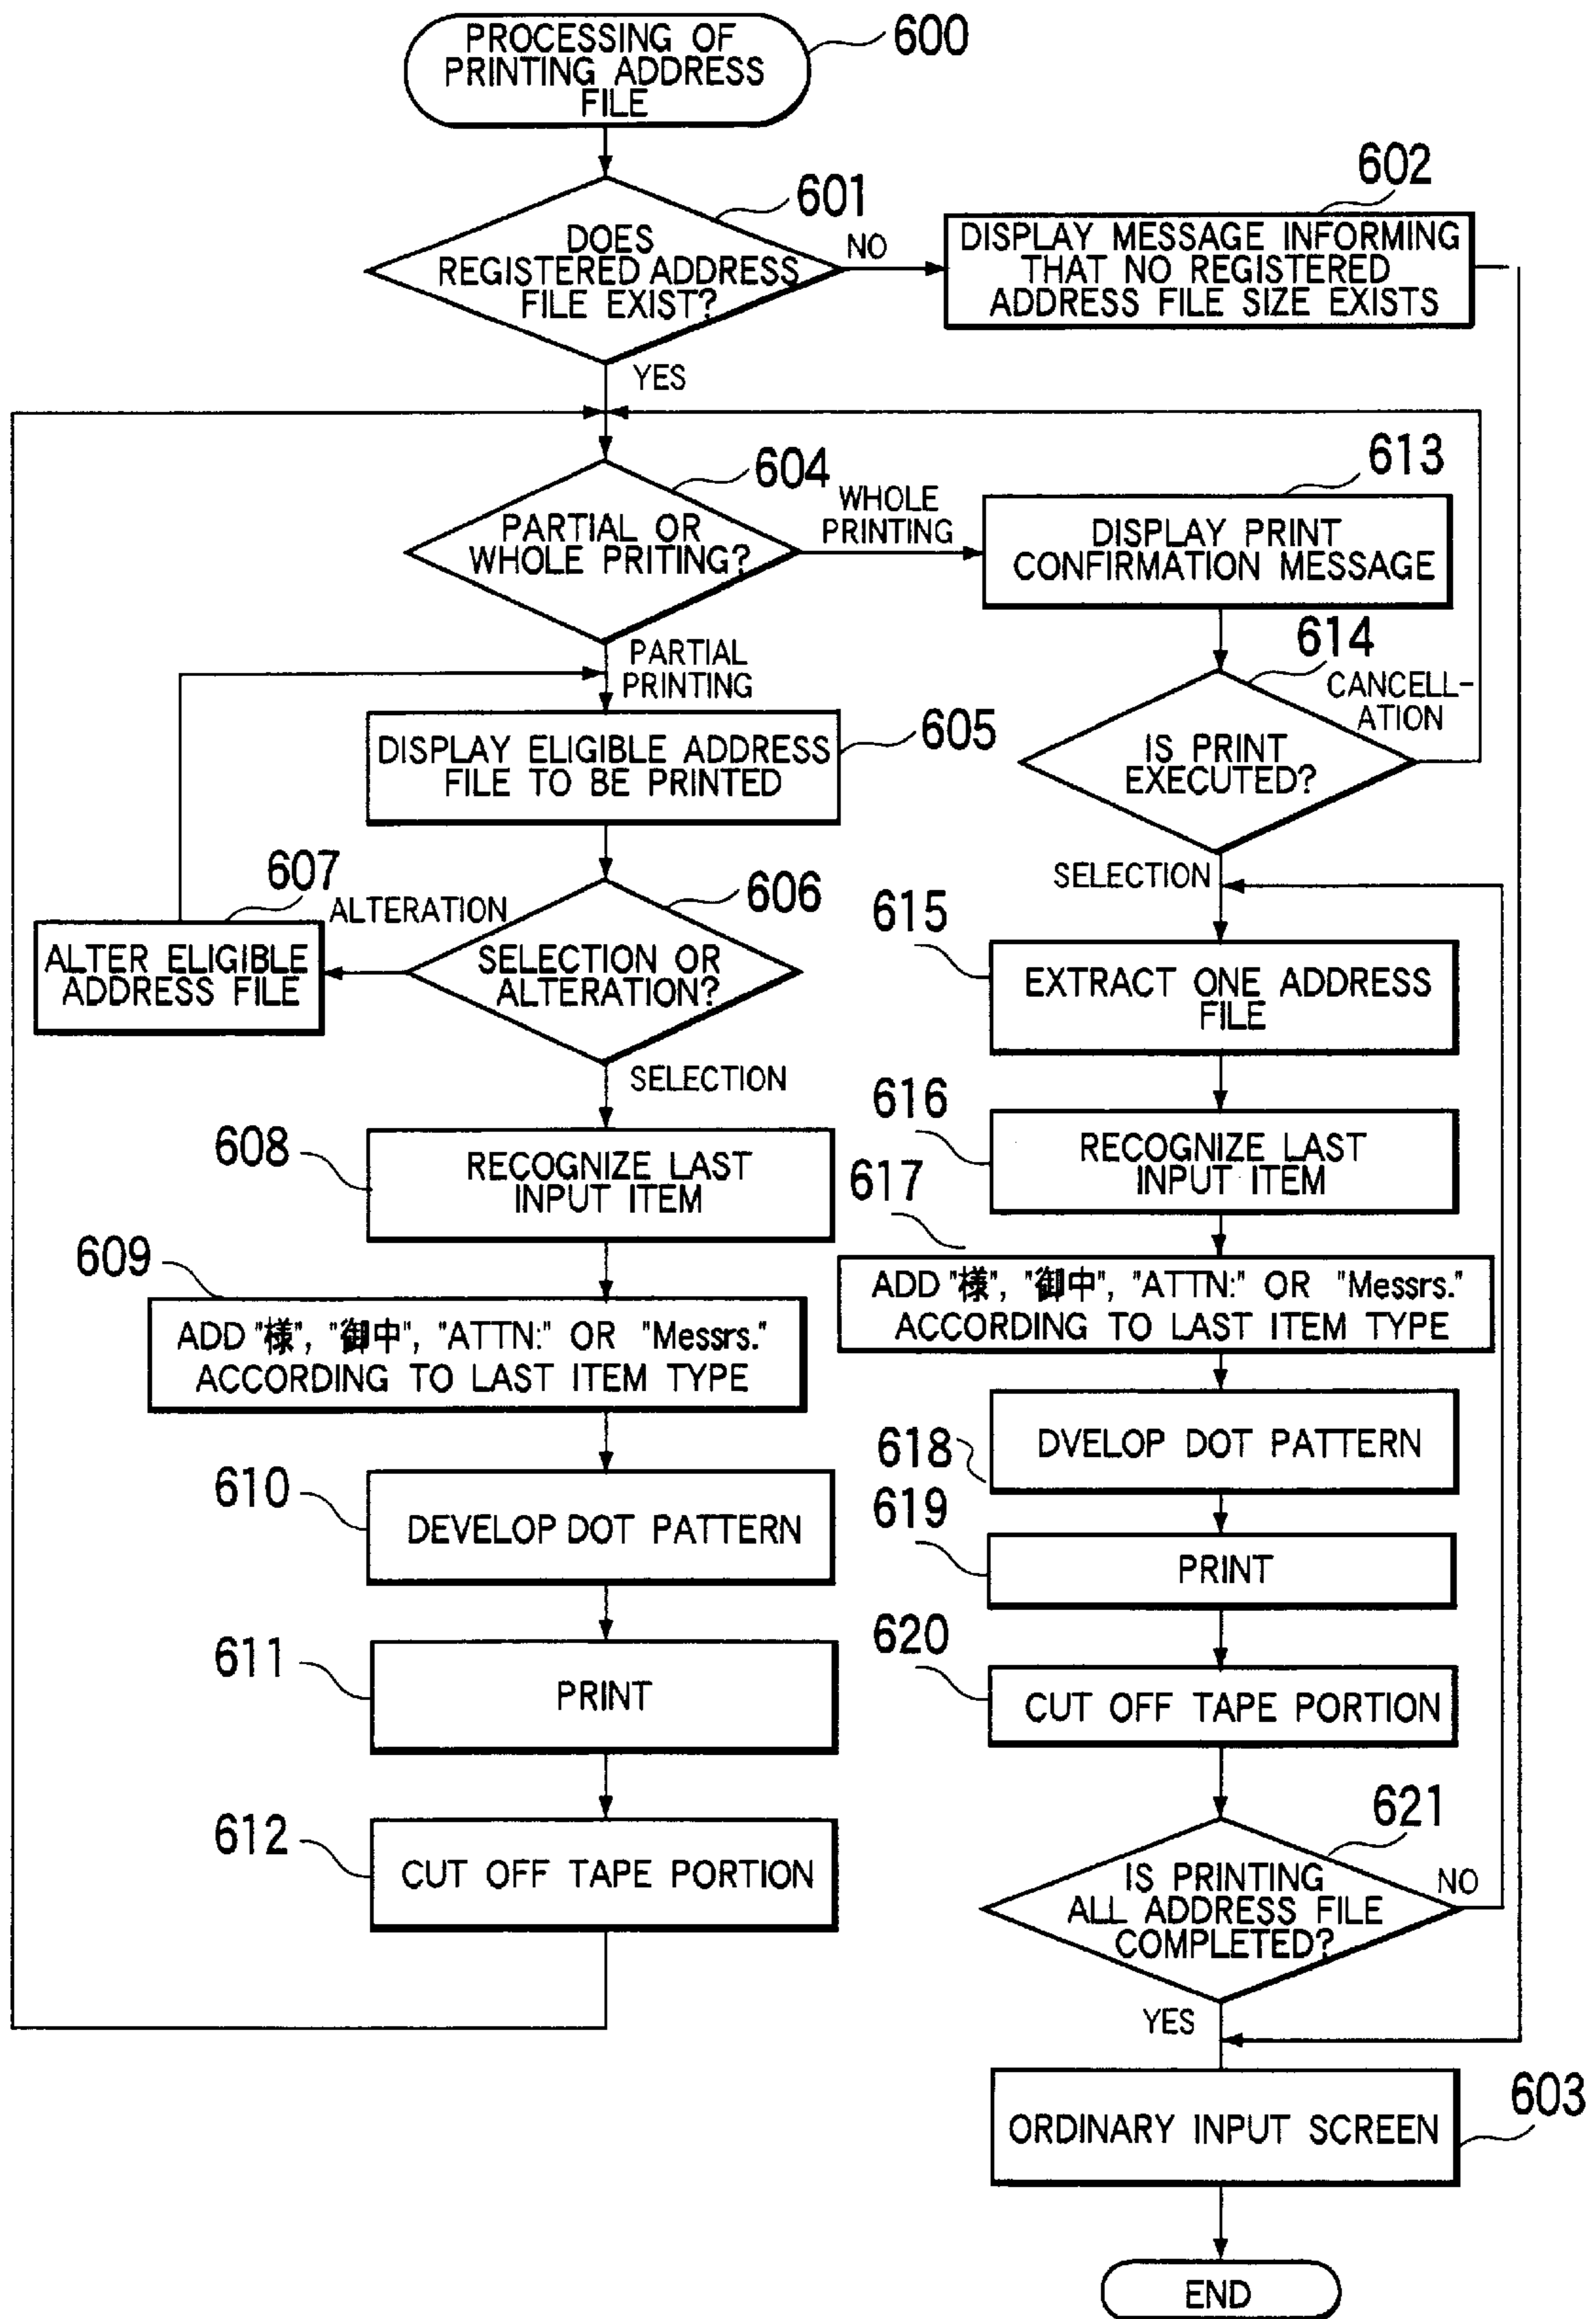 PROCESSING OF
PRINTING ADDRESS
FILE
600
601
DOES
REGISTERED ADDRESS
FILE EXIST?
NO
602
DISPLAY MESSAGE INFORMING
THAT NO REGISTERED
ADDRESS FILE SIZE EXISTS
YES
604
PARTIAL OR
WHOLE PRITING?
WHOLE
PRINTING
613
DISPLAY PRINT
CONFIRMATION MESSAGE
PARTIAL
PRINTING
614
CANCELL-
ATION
IS PRINT
EXECUTED?
605
DISPLAY ELIGIBLE ADDRESS
FILE TO BE PRINTED
607
ALTERATION
606
SELECTION OR
ALTERATION?
ALTER ELIGIBLE
ADDRESS FILE
SELECTION
SELECTION
615
EXTRACT ONE ADDRESS
FILE
608
RECOGNIZE LAST
INPUT ITEM
616
RECOGNIZE LAST
INPUT ITEM
609
ADD "様", "御中", "ATTN:" OR "Messrs."
ACCORDING TO LAST ITEM TYPE
617
ADD "様", "御中", "ATTN:" OR "Messrs."
ACCORDING TO LAST ITEM TYPE
610
DEVELOP DOT PATTERN
618
DVELOP DOT PATTERN
611
PRINT
619
PRINT
612
CUT OFF TAPE PORTION
620
CUT OFF TAPE PORTION
621
IS PRINTING
ALL ADDRESS FILE
COMPLETED?
NO
YES
603
ORDINARY INPUT SCREEN
END